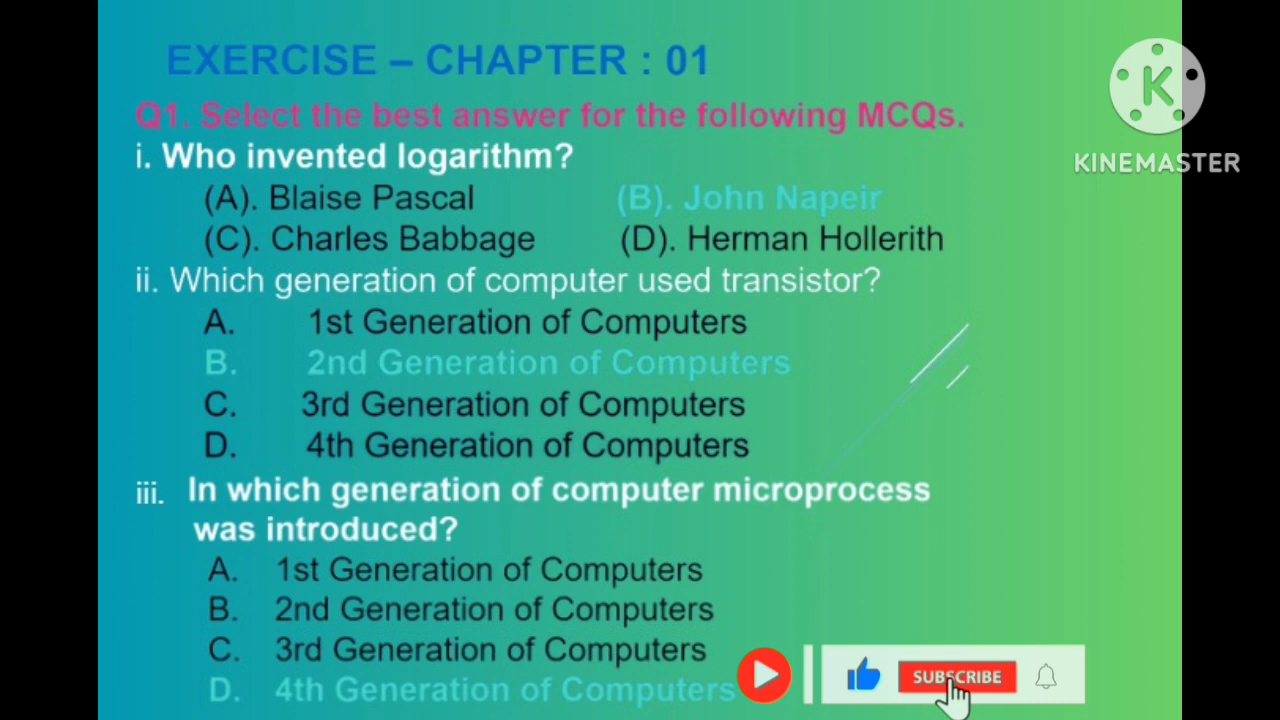 EXERCISE – CHAPTER : 01
Q1. Select the best answer for the following MCQs.
i. Who invented logarithm?
(A). Blaise Pascal (B). John Napeir
(C). Charles Babbage (D). Herman Hollerith
ii. Which generation of computer used transistor?
A. 1st Generation of Computers
B. 2nd Generation of Computers
C. 3rd Generation of Computers
D. 4th Generation of Computers
iii. In which generation of computer microprocess
was introduced?
A. 1st Generation of Computers
B. 2nd Generation of Computers
C. 3rd Generation of Computers
D. 4th Generation of Computers
K
KINEMASTER
SUBSCRIBE